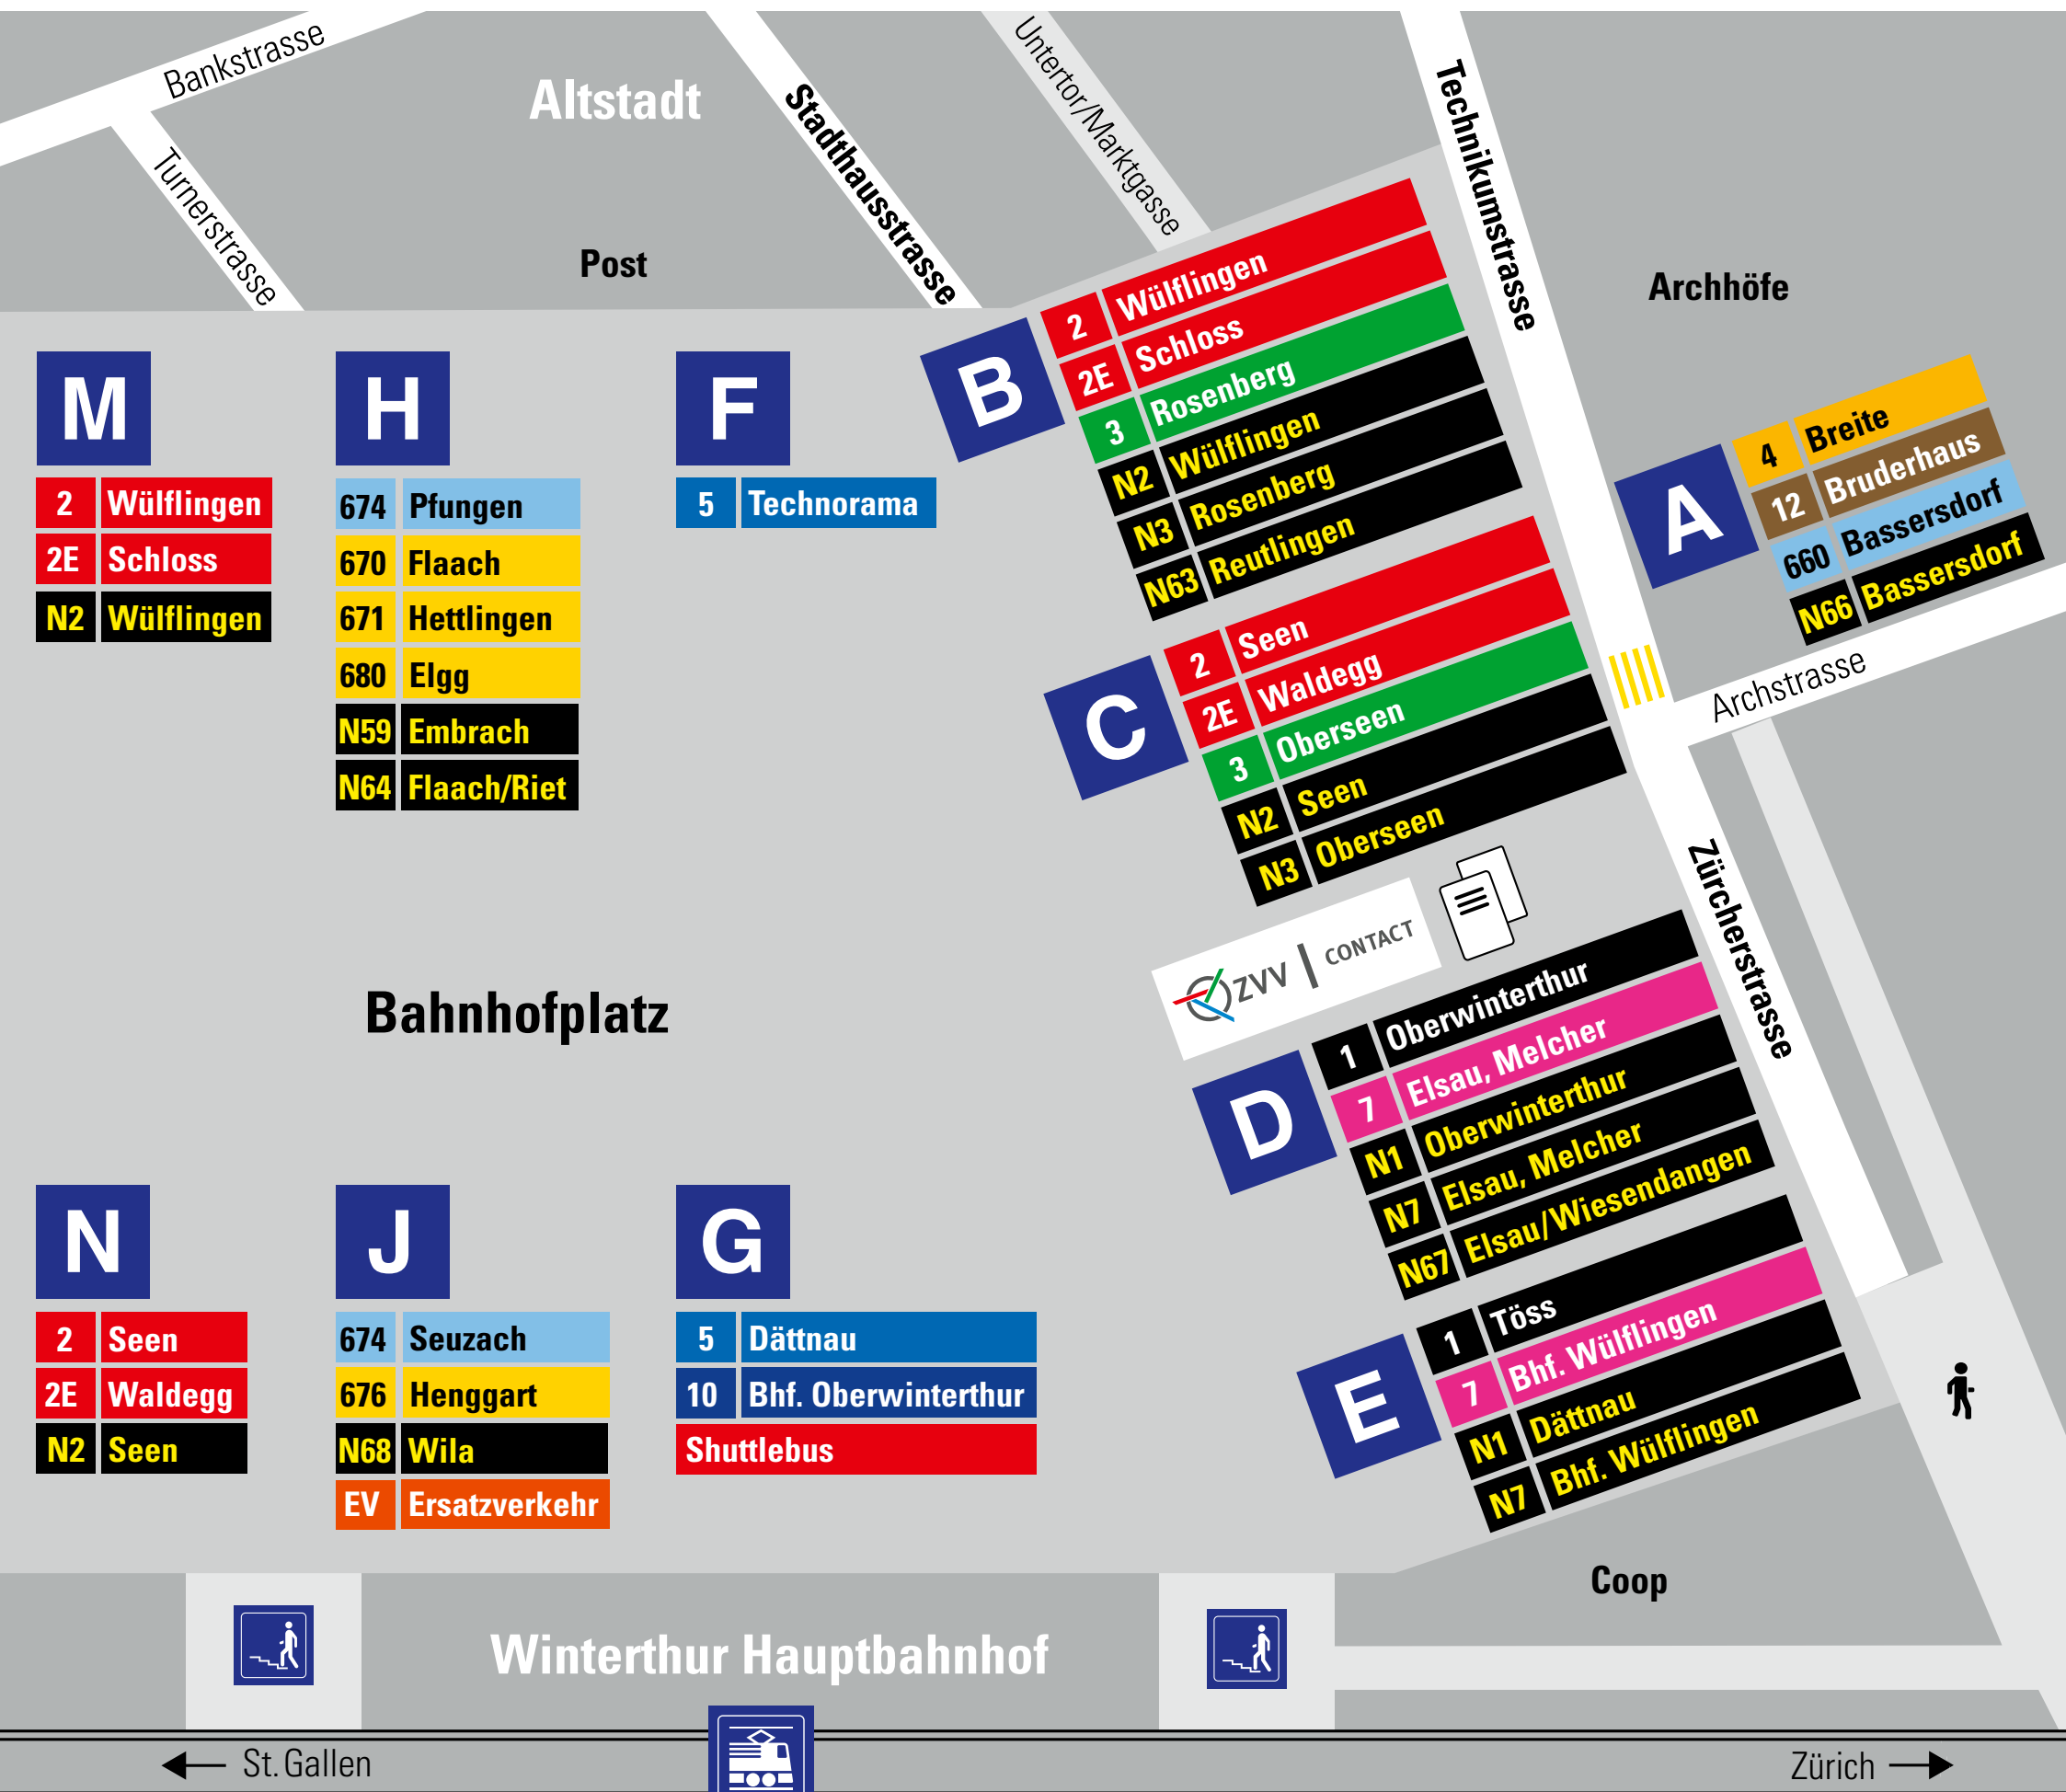 Bankstrasse
Turnerstrasse
Altstadt
Post
Stadthausstrasse
Untertor/Marktgasse
Technikumstrasse
Archhöfe
M
2 Wülflingen
2E Schloss
N2 Wülflingen
H
674 Pfungen
670 Flaach
671 Hettlingen
680 Elgg
N59 Embrach
N64 Flaach/Riet
F
5 Technorama
B
2 Wülflingen
2E Schloss
3 Rosenberg
N2 Wülflingen
N3 Rosenberg
N63 Reutlingen
A
4 Breite
12 Bruderhaus
660 Bassersdorf
N66 Bassersdorf
Archstrasse
C
2 Seen
2E Waldegg
3 Oberseen
N2 Seen
N3 Oberseen
ZVV | CONTACT
Zürcherstrasse
Bahnhofplatz
D
1 Oberwinterthur
7 Elsau, Melcher
N1 Oberwinterthur
N7 Elsau, Melcher
N67 Elsau/Wiesendangen
N
2 Seen
2E Waldegg
N2 Seen
J
674 Seuzach
676 Henggart
N68 Wila
EV Ersatzverkehr
G
5 Dättnau
10 Bhf. Oberwinterthur
Shuttlebus
E
1 Töss
7 Bhf. Wülflingen
N1 Dättnau
N7 Bhf. Wülflingen
Coop
Winterthur Hauptbahnhof
St. Gallen
Zürich